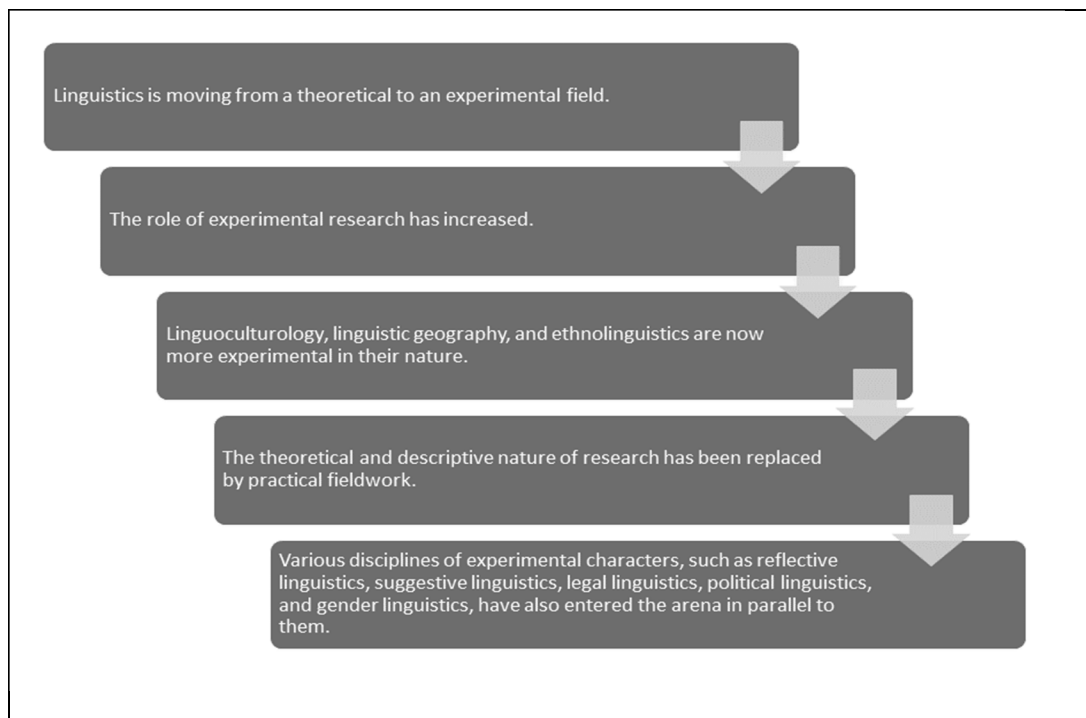 Linguistics is moving from a theoretical to an experimental field.
The role of experimental research has increased.
Linguoculturology, linguistic geography, and ethnolinguistics are now
more experimental in their nature.
The theoretical and descriptive nature of research has been replaced
by practical fieldwork.
Various disciplines of experimental characters, such as reflective
linguistics, suggestive linguistics, legal linguistics, political linguistics,
and gender linguistics, have also entered the arena in parallel to
them.